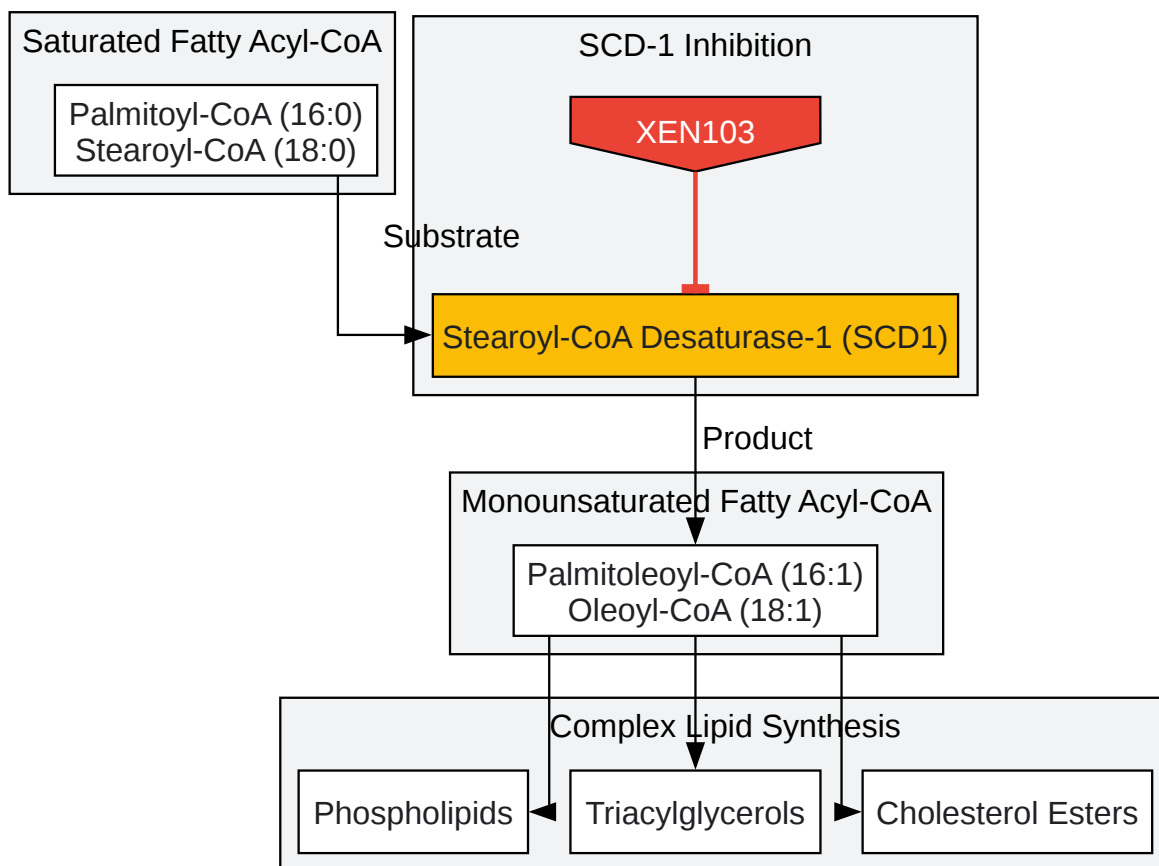 Saturated Fatty Acyl-CoA
Palmitoyl-CoA (16:0)
Stearoyl-CoA (18:0)
SCD-1 Inhibition
XEN103
Substrate
Stearoyl-CoA Desaturase-1 (SCD1)
Product
Monounsaturated Fatty Acyl-CoA
Palmitoleoyl-CoA (16:1)
Oleoyl-CoA (18:1)
Complex Lipid Synthesis
Phospholipids
Triacylglycerols
Cholesterol Esters